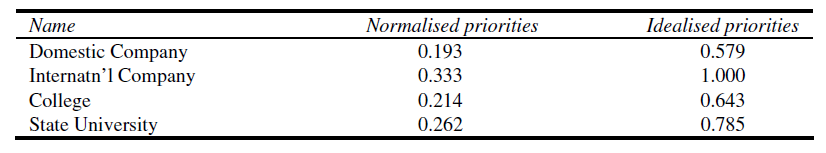 Name Normalised priorities Idealised priorities
Domestic Company 0.193 0.579
Internatn’l Company 0.333 1.000
College 0.214 0.643
State University 0.262 0.785